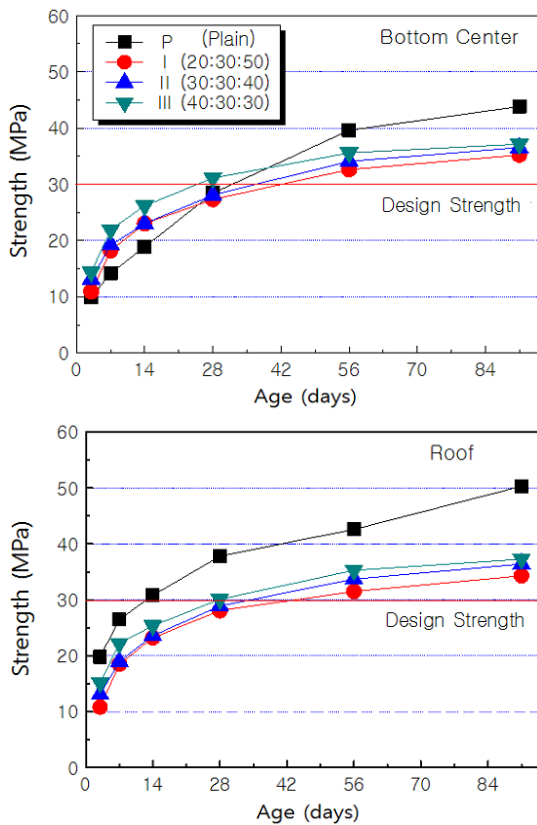 60
50
40
30
20
10
0
Strength (MPa)
P (Plain)
I (20:30:50)
II (30:30:40)
III (40:30:30)
Bottom Center
Design Strength
0 14 28 42 56 70 84
Age (days)
60
50
40
30
20
10
0
Strength (MPa)
Roof
Design Strength
0 14 28 42 56 70 84
Age (days)